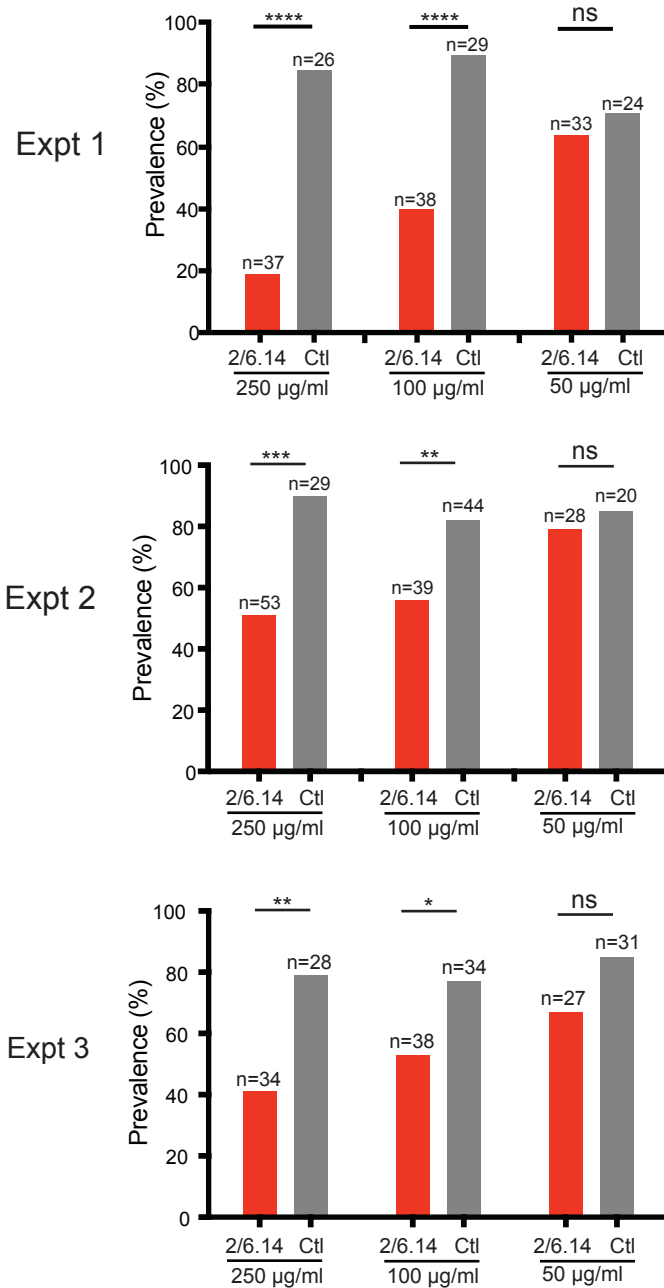 **** **** ns
100
n=26 n=29
80
n=33 n=24
Expt 1
Prevalence (%)
60
40
n=38
n=37
20
0
2/6.14 Ctl 2/6.14 Ctl 2/6.14 Ctl
250 µg/ml 100 µg/ml 50 µg/ml
*** ** ns
100
n=29 n=44 n=28 n=20
80
Expt 2
Prevalence (%)
60
n=53 n=39
40
20
0
2/6.14 Ctl 2/6.14 Ctl 2/6.14 Ctl
250 µg/ml 100 µg/ml 50 µg/ml
** * ns
100
n=28 n=34 n=31
80
n=27
Expt 3
Prevalence (%)
60
n=38
n=34
40
20
0
2/6.14 Ctl 2/6.14 Ctl 2/6.14 Ctl
250 µg/ml 100 µg/ml 50 µg/ml